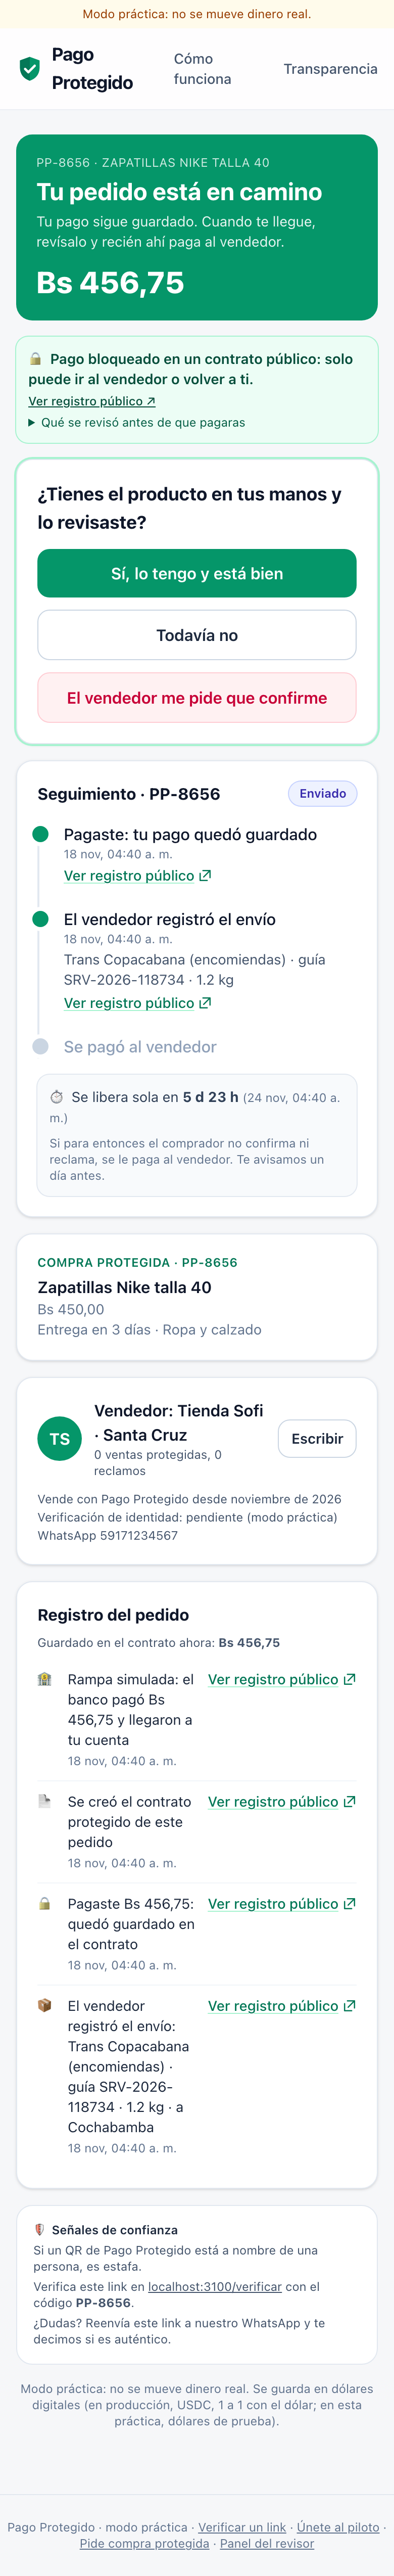 Modo práctica: no se mueve dinero real.
Pago
Protegido
Cómo
funciona
Transparencia
PP-8656 · ZAPATILLAS NIKE TALLA 40
Tu pedido está en camino
Tu pago sigue guardado. Cuando te llegue,
revísalo y recién ahí paga al vendedor.
Bs 456,75
Pago bloqueado en un contrato público: solo
puede ir al vendedor o volver a ti.
Ver registro público ↗
▶ Qué se revisó antes de que pagaras
¿Tienes el producto en tus manos y
lo revisaste?
Sí, lo tengo y está bien
Todavía no
El vendedor me pide que confirme
Seguimiento · PP-8656
Enviado
Pagaste: tu pago quedó guardado
18 nov, 04:40 a. m.
Ver registro público
El vendedor registró el envío
18 nov, 04:40 a. m.
Trans Copacabana (encomiendas) · guía
SRV-2026-118734 · 1.2 kg
Ver registro público
Se pagó al vendedor
Se libera sola en 5 d 23 h (24 nov, 04:40 a.
m.)
Si para entonces el comprador no confirma ni
reclama, se le paga al vendedor. Te avisamos un
día antes.
COMPRA PROTEGIDA · PP-8656
Zapatillas Nike talla 40
Bs 450,00
Entrega en 3 días · Ropa y calzado
TS
Vendedor: Tienda Sofi
· Santa Cruz
0 ventas protegidas, 0
reclamos
Escribir
Vende con Pago Protegido desde noviembre de 2026
Verificación de identidad: pendiente (modo práctica)
WhatsApp 59171234567
Registro del pedido
Guardado en el contrato ahora: Bs 456,75
Rampa simulada: el
banco pagó Bs
456,75 y llegaron a
tu cuenta
18 nov, 04:40 a. m.
Ver registro público
Se creó el contrato
protegido de este
pedido
18 nov, 04:40 a. m.
Ver registro público
Pagaste Bs 456,75:
quedó guardado en
el contrato
18 nov, 04:40 a. m.
Ver registro público
El vendedor
registró el envío:
Trans Copacabana
(encomiendas) ·
guía SRV-2026-
118734 · 1.2 kg · a
Cochabamba
18 nov, 04:40 a. m.
Ver registro público
Señales de confianza
Si un QR de Pago Protegido está a nombre de una
persona, es estafa.
Verifica este link en localhost:3100/verificar con el
código PP-8656.
¿Dudas? Reenvía este link a nuestro WhatsApp y te
decimos si es auténtico.
Modo práctica: no se mueve dinero real. Se guarda en dólares
digitales (en producción, USDC, 1 a 1 con el dólar; en esta
práctica, dólares de prueba).
Pago Protegido · modo práctica · Verificar un link · Únete al piloto ·
Pide compra protegida · Panel del revisor